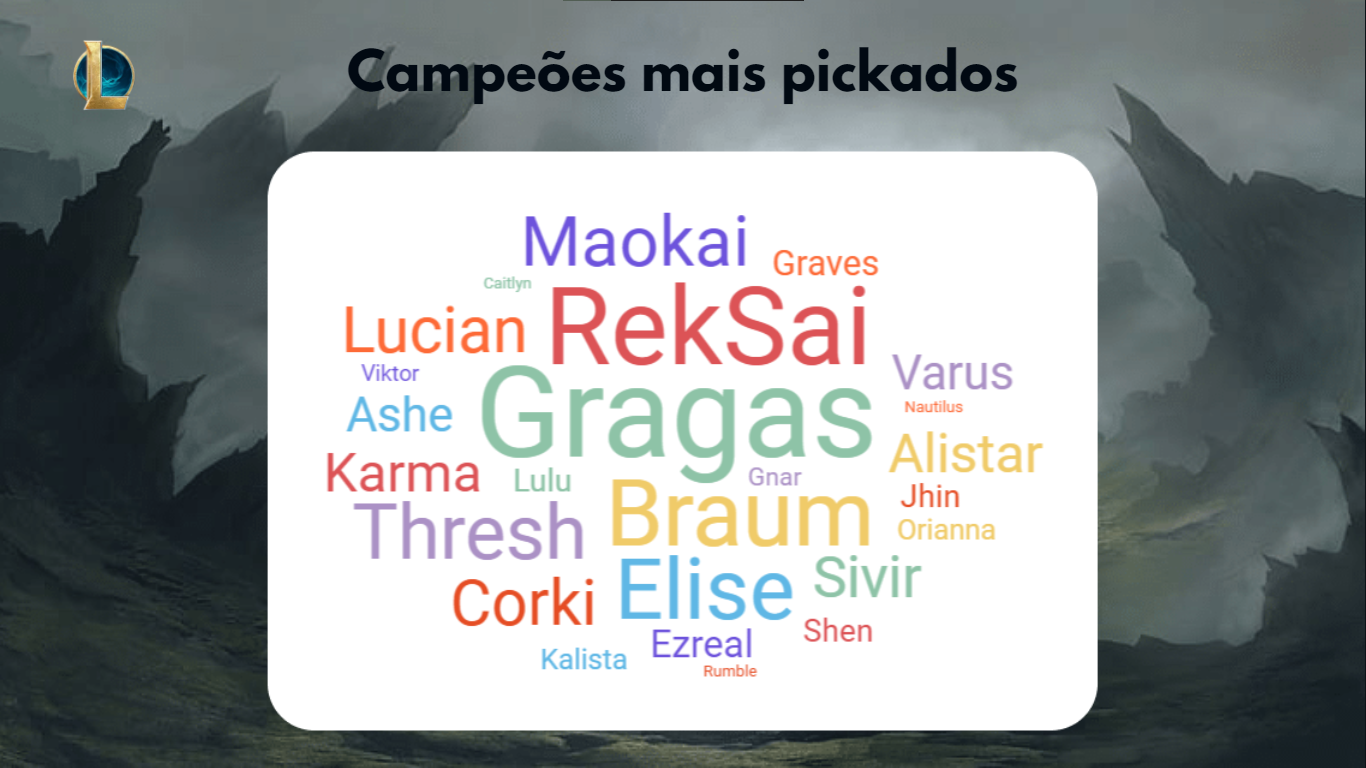 Campeões mais pickados
Maokai
Graves
Caitlyn
RekSai
Lucian
Varus
Viktor
Gragas
Nautilus
Ashe
Alistar
Karma
Lulu
Gnar
Jhin
Braum
Thresh
Orianna
Sivir
Elise
Corki
Shen
Ezreal
Kalista
Rumble